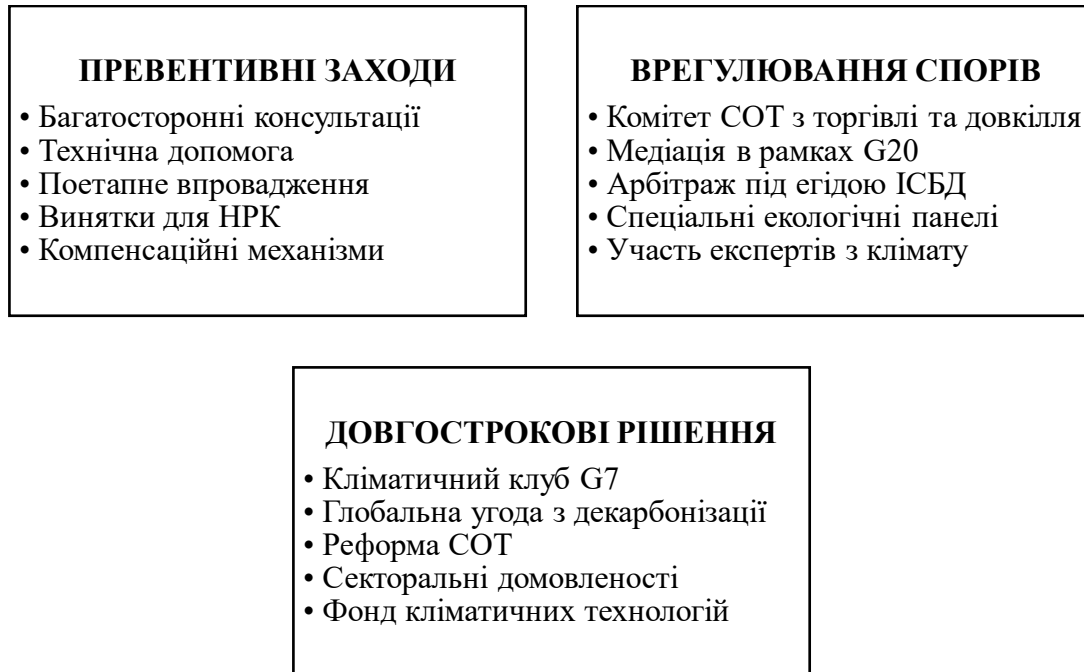 ПРЕВЕНТИВНІ ЗАХОДИ
• Багатосторонні консультації
• Технічна допомога
• Поетапне впровадження
• Винятки для НРК
• Компенсаційні механізми
ВРЕГУЛЮВАННЯ СПОРІВ
• Комітет СОТ з торгівлі та довкілля
• Медіація в рамках G20
• Арбітраж під егідою ІСБД
• Спеціальні екологічні панелі
• Участь експертів з клімату
ДОВГОСТРОКОВІ РІШЕННЯ
• Кліматичний клуб G7
• Глобальна угода з декарбонізації
• Реформа СОТ
• Секторальні домовленості
• Фонд кліматичних технологій